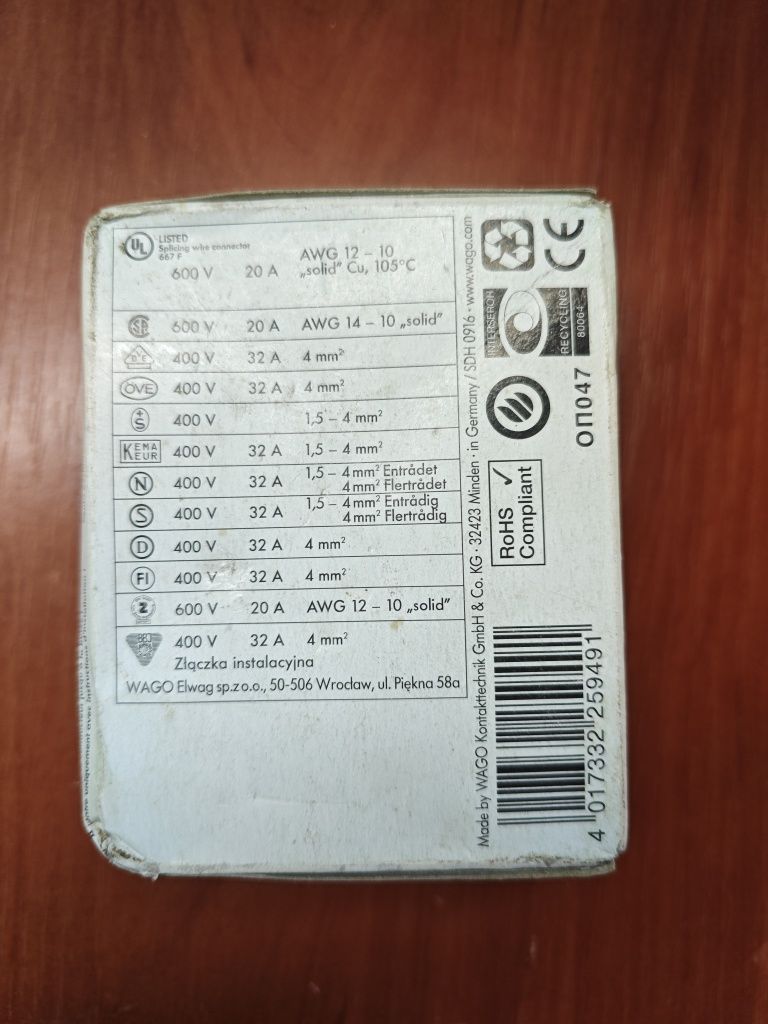 UL
LISTED
Splicing wire connector
667 F
600 V 20 A AWG 12 – 10
„solid” Cu, 105°C
600 V 20 A AWG 14 – 10 „solid”
400 V 32 A 4 mm²
ÖVE 400 V 32 A 4 mm²
+S 400 V 1,5 – 4 mm²
KEMA EUR 400 V 32 A 1,5 – 4 mm²
N 400 V 32 A 1,5 – 4 mm² Entrådet
4 mm² Flertrådet
S 400 V 32 A 1,5 – 4 mm² Entrådig
4 mm² Flertrådig
D 400 V 32 A 4 mm²
FI 400 V 32 A 4 mm²
600 V 20 A AWG 12 – 10 „solid”
BBJ 400 V 32 A 4 mm²
Złączka instalacyjna
WAGO Elwag sp.z o.o., 50-506 Wrocław, ul. Piękna 58a
Made by WAGO Kontakttechnik GmbH & Co. KG · 32423 Minden · in Germany / SDH 0916 · www.wago.com
CE
INTERSEROH
RECYCLING
80064
ОП047
RoHS ✓
Compliant
4 017332 259491